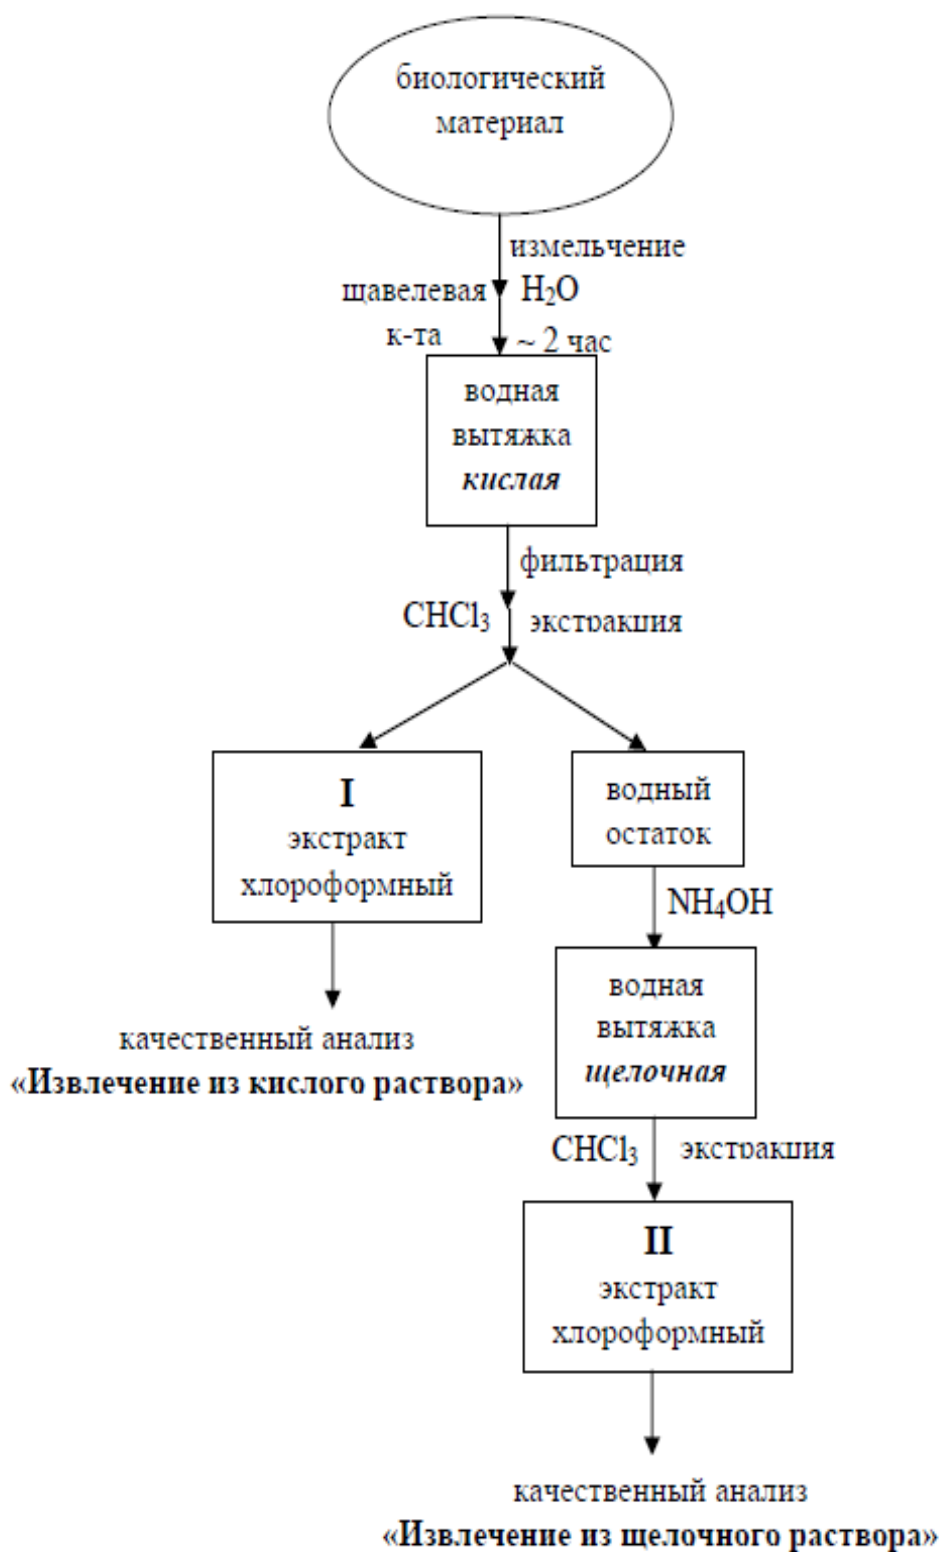 биологический
материал
измельчение
щавелевая H₂O
к-та ~ 2 час
водная
вытяжка
кислая
фильтрация
CHCl₃ экстракция
I
экстракт
хлороформный
водный
остаток
NH₄OH
качественный анализ
«Извлечение из кислого раствора»
водная
вытяжка
щелочная
CHCl₃ экстракция
II
экстракт
хлороформный
качественный анализ
«Извлечение из щелочного раствора»